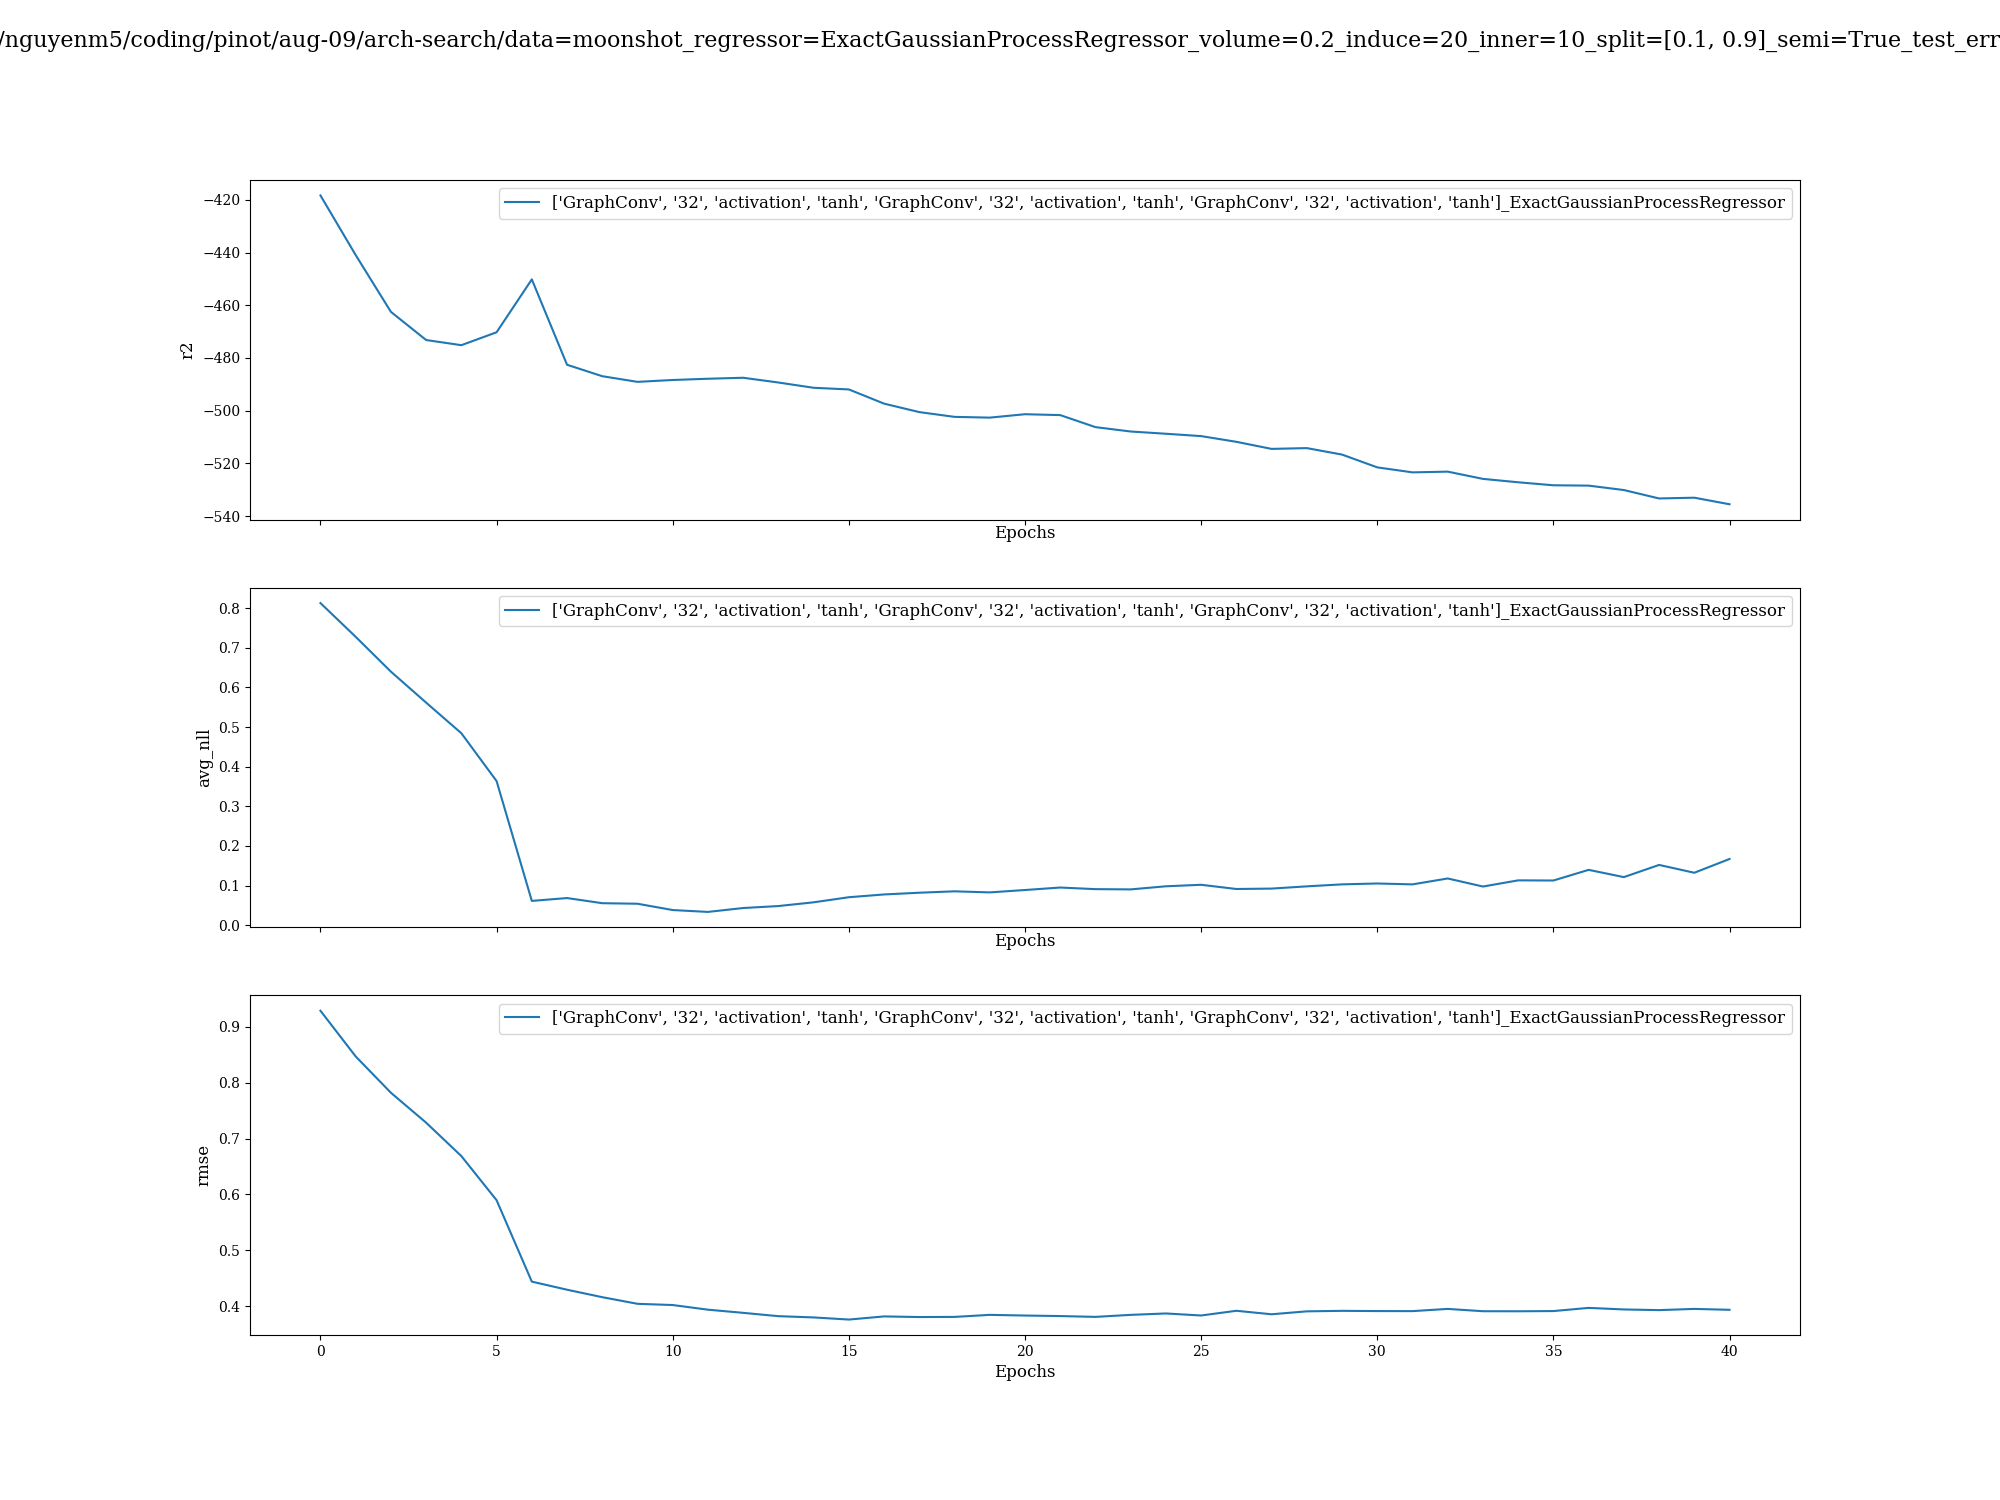 /nguyenm5/coding/pinot/aug-09/arch-search/data=moonshot_regressor=ExactGaussianProcessRegressor_volume=0.2_induce=20_inner=10_split=[0.1, 0.9]_semi=True_test_err
['GraphConv', '32', 'activation', 'tanh', 'GraphConv', '32', 'activation', 'tanh', 'GraphConv', '32', 'activation', 'tanh']_ExactGaussianProcessRegressor
−420
−440
−460
−480
−500
−520
−540
r2
Epochs
['GraphConv', '32', 'activation', 'tanh', 'GraphConv', '32', 'activation', 'tanh', 'GraphConv', '32', 'activation', 'tanh']_ExactGaussianProcessRegressor
0.8
0.7
0.6
0.5
0.4
0.3
0.2
0.1
0.0
avg_nll
Epochs
['GraphConv', '32', 'activation', 'tanh', 'GraphConv', '32', 'activation', 'tanh', 'GraphConv', '32', 'activation', 'tanh']_ExactGaussianProcessRegressor
0.9
0.8
0.7
0.6
0.5
0.4
rmse
0 5 10 15 20 25 30 35 40
Epochs